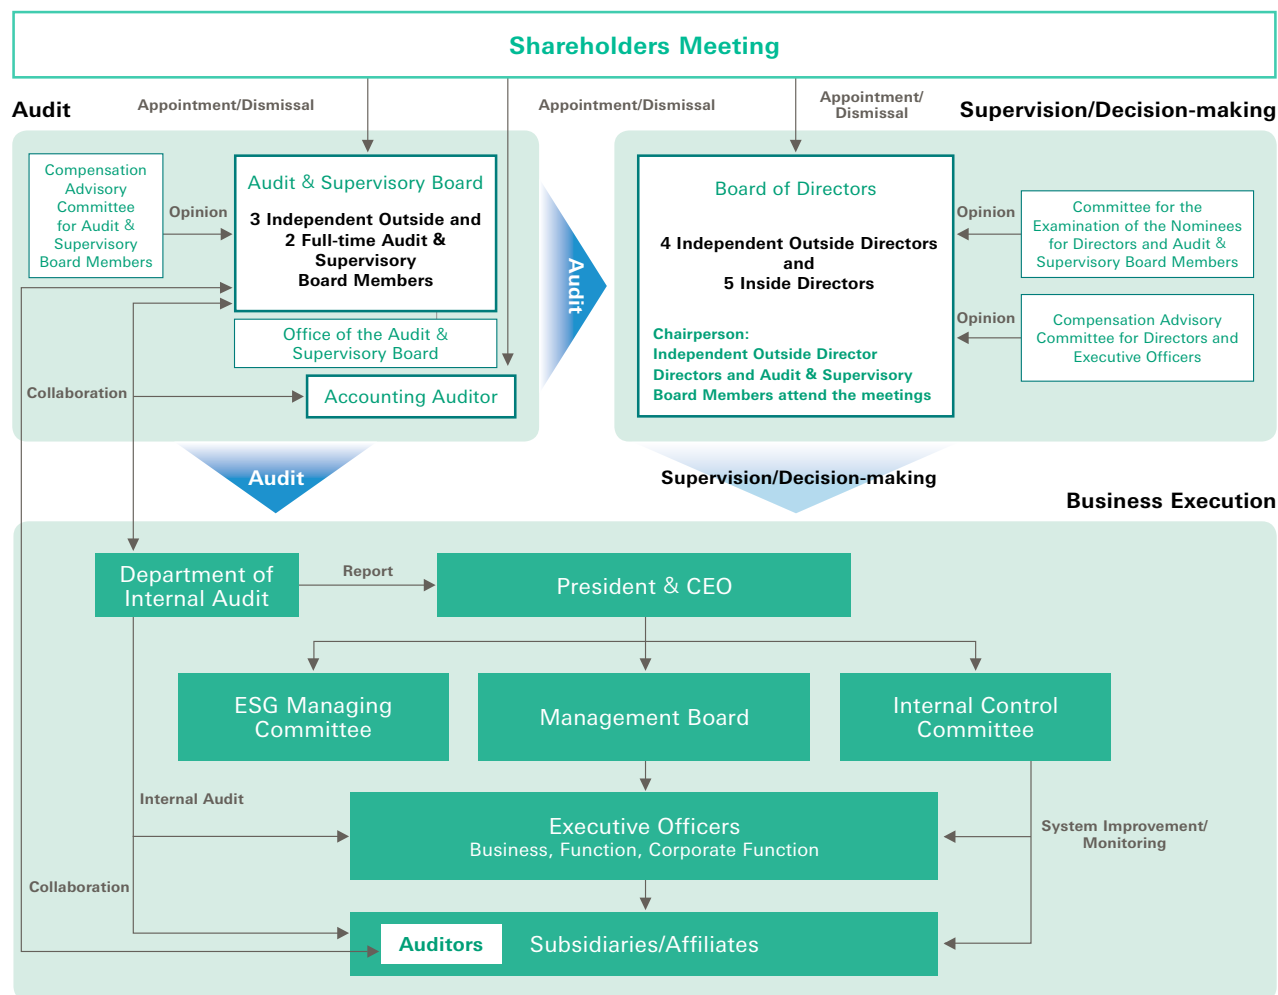 Shareholders Meeting
Audit
Appointment/Dismissal
Appointment/Dismissal
Appointment/
Dismissal
Supervision/Decision-making
Compensation
Advisory
Committee
for Audit &
Supervisory
Board Members
Opinion
Audit & Supervisory Board
3 Independent Outside and
2 Full-time Audit &
Supervisory
Board Members
Office of the Audit &
Supervisory Board
Collaboration
Accounting Auditor
Audit
Board of Directors
4 Independent Outside Directors
and
5 Inside Directors
Chairperson:
Independent Outside Director
Directors and Audit & Supervisory
Board Members attend the meetings
Opinion
Committee for the
Examination of the Nominees
for Directors and Audit &
Supervisory Board Members
Opinion
Compensation Advisory
Committee for Directors and
Executive Officers
Audit
Supervision/Decision-making
Business Execution
Department of
Internal Audit
Report
President & CEO
ESG Managing
Committee
Management Board
Internal Control
Committee
Internal Audit
Executive Officers
Business, Function, Corporate Function
System Improvement/
Monitoring
Collaboration
Auditors
Subsidiaries/Affiliates